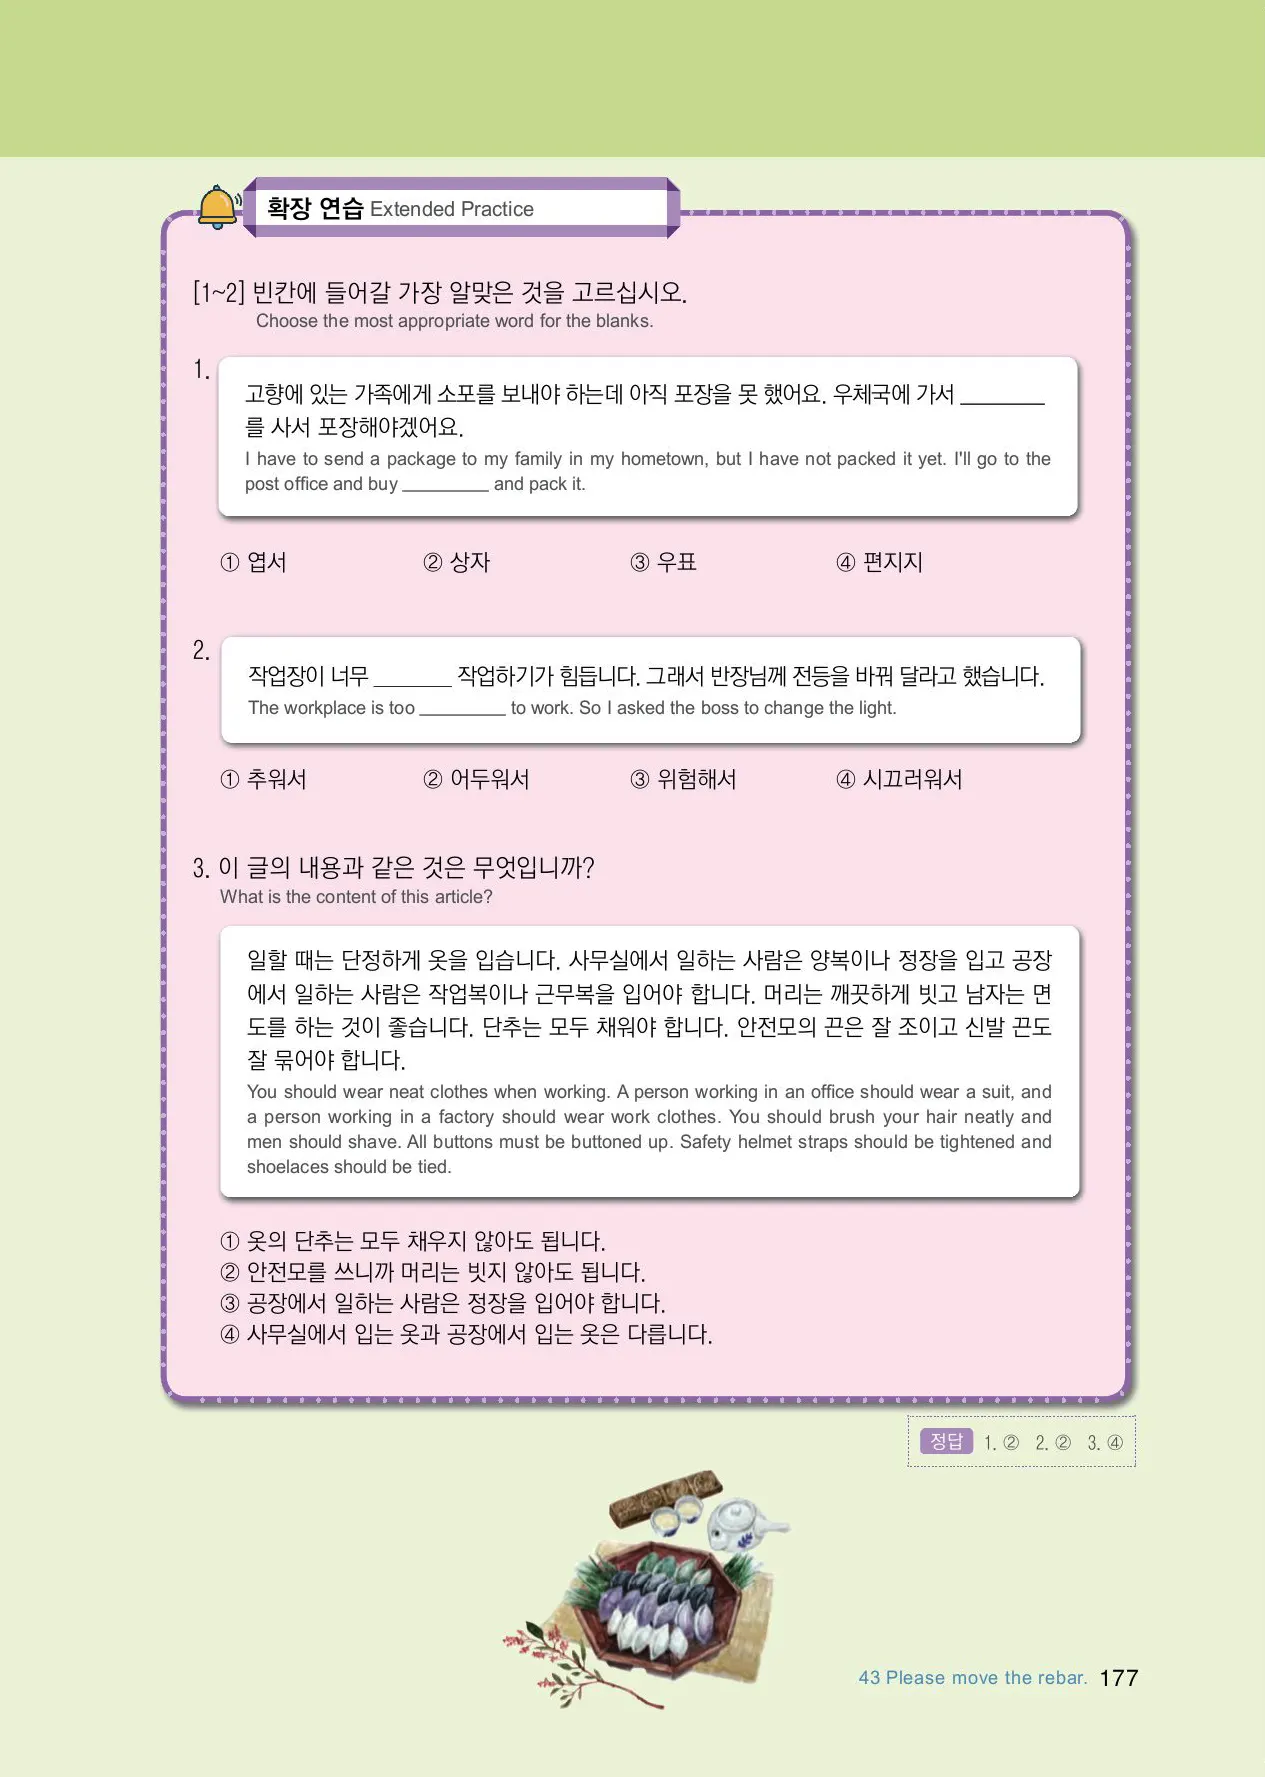 확장 연습 Extended Practice
[1~2] 빈칸에 들어갈 가장 알맞은 것을 고르십시오.
Choose the most appropriate word for the blanks.
1.
고향에 있는 가족에게 소포를 보내야 하는데 아직 포장을 못 했어요. 우체국에 가서 ________
를 사서 포장해야겠어요.
I have to send a package to my family in my hometown, but I have not packed it yet. I'll go to the
post office and buy _________ and pack it.
① 엽서 ② 상자 ③ 우표 ④ 편지지
2.
작업장이 너무 _______ 작업하기가 힘듭니다. 그래서 반장님께 전등을 바꿔 달라고 했습니다.
The workplace is too _________ to work. So I asked the boss to change the light.
① 추워서 ② 어두워서 ③ 위험해서 ④ 시끄러워서
3. 이 글의 내용과 같은 것은 무엇입니까?
What is the content of this article?
일할 때는 단정하게 옷을 입습니다. 사무실에서 일하는 사람은 양복이나 정장을 입고 공장
에서 일하는 사람은 작업복이나 근무복을 입어야 합니다. 머리는 깨끗하게 빗고 남자는 면
도를 하는 것이 좋습니다. 단추는 모두 채워야 합니다. 안전모의 끈은 잘 조이고 신발 끈도
잘 묶어야 합니다.
You should wear neat clothes when working. A person working in an office should wear a suit, and
a person working in a factory should wear work clothes. You should brush your hair neatly and
men should shave. All buttons must be buttoned up. Safety helmet straps should be tightened and
shoelaces should be tied.
① 옷의 단추는 모두 채우지 않아도 됩니다.
② 안전모를 쓰니까 머리는 빗지 않아도 됩니다.
③ 공장에서 일하는 사람은 정장을 입어야 합니다.
④ 사무실에서 입는 옷과 공장에서 입는 옷은 다릅니다.
정답 1. ② 2. ② 3. ④
43 Please move the rebar. 177